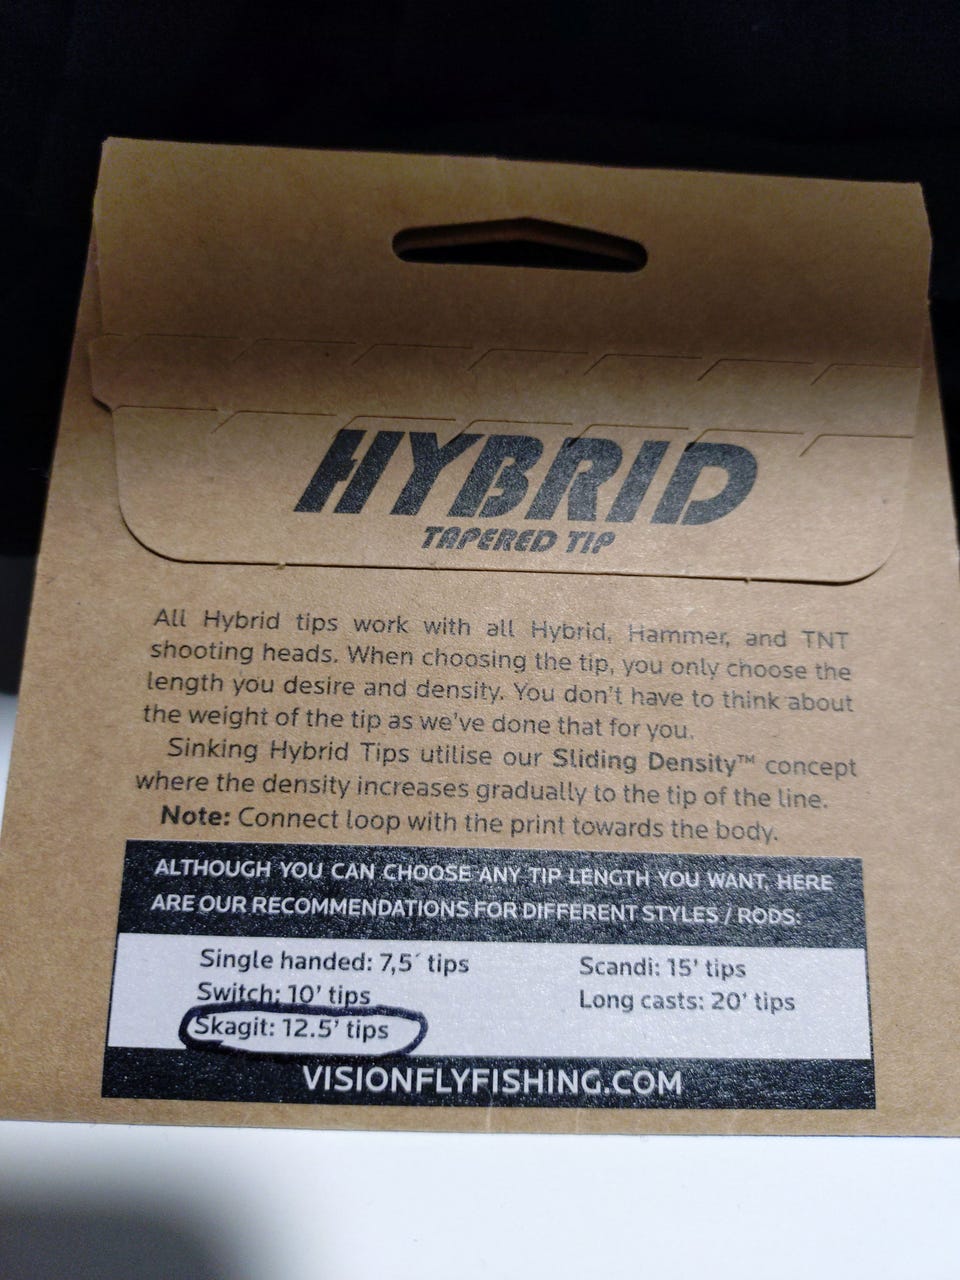 HYBRID
TAPERED TIP
All Hybrid tips work with all Hybrid, Hammer, and TNT
shooting heads. When choosing the tip, you only choose the
length you desire and density. You don't have to think about
the weight of the tip as we've done that for you.
Sinking Hybrid Tips utilise our Sliding Density™ concept
where the density increases gradually to the tip of the line.
Note: Connect loop with the print towards the body.
ALTHOUGH YOU CAN CHOOSE ANY TIP LENGTH YOU WANT, HERE
ARE OUR RECOMMENDATIONS FOR DIFFERENT STYLES / RODS:
Single handed: 7,5´ tips
Switch: 10' tips
Skagit: 12.5' tips
Scandi: 15' tips
Long casts: 20' tips
VISIONFLYFISHING.COM